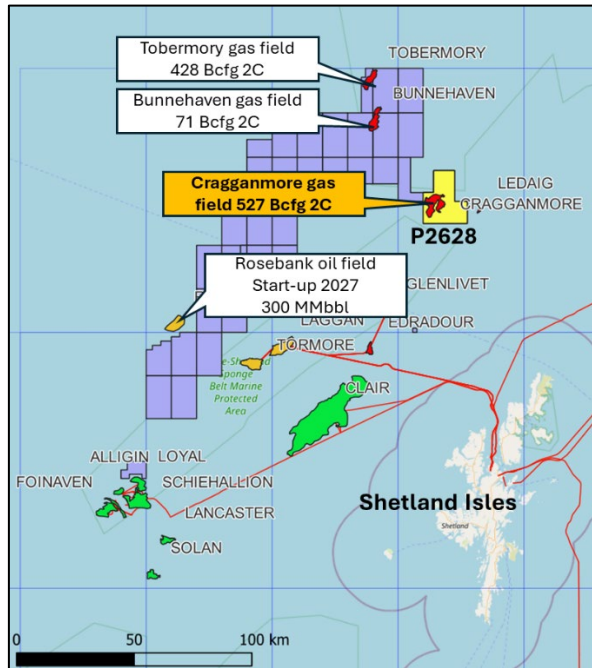 Tobermory gas field
428 Bcfg 2C
TOBERMORY
BUNNEHAVEN
Bunnehaven gas field
71 Bcfg 2C
Cragganmore gas
field 527 Bcfg 2C
LEDAIG
CRAGGANMORE
P2628
Rosebank oil field
Start-up 2027
300 MMbbl
GLENLIVET
LAGGAN
EDRADOUR
TORMORE
Belt Marine
Protected
Area
CLAIR
ALLIGIN LOYAL
FOINAVEN
SCHIEHALLION
LANCASTER
SOLAN
Shetland Isles
Shetland
0 50 100 km